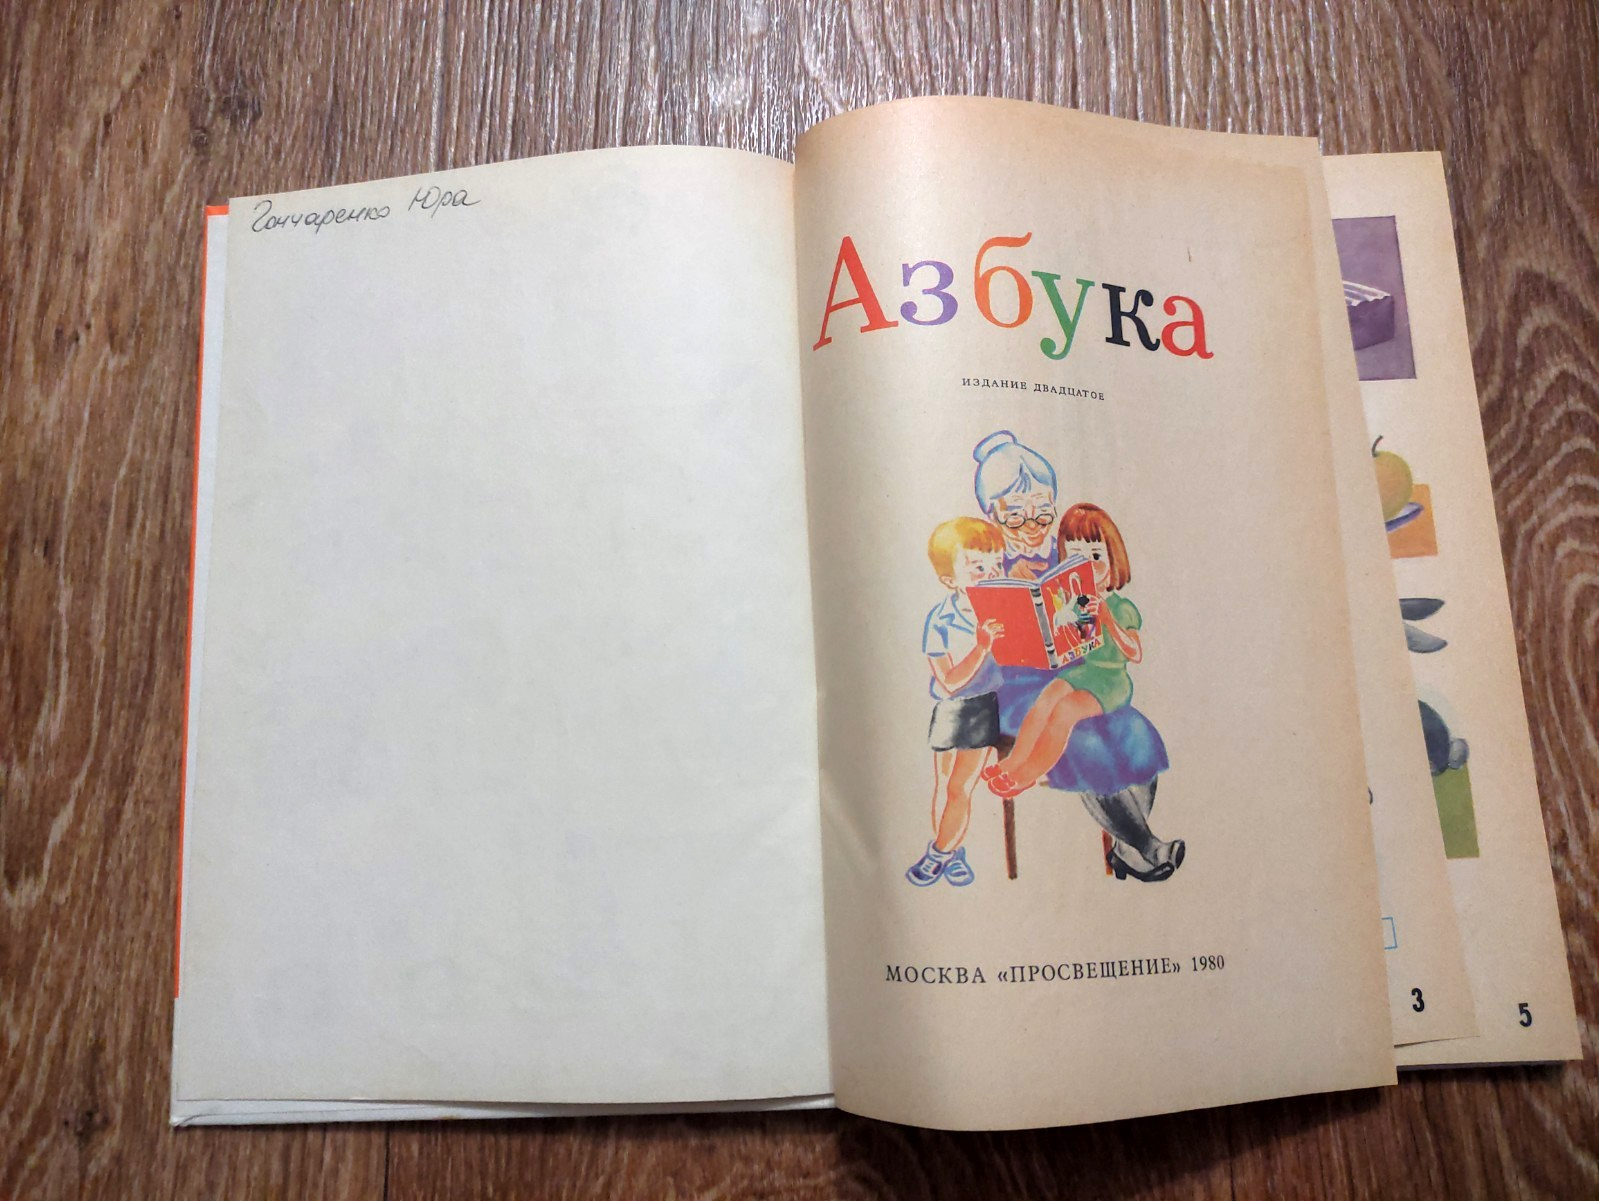 Гончаренко Юра
Азбука
ИЗДАНИЕ ДВАДЦАТОЕ
АЗБУКА
МОСКВА «ПРОСВЕЩЕНИЕ» 1980
3
5